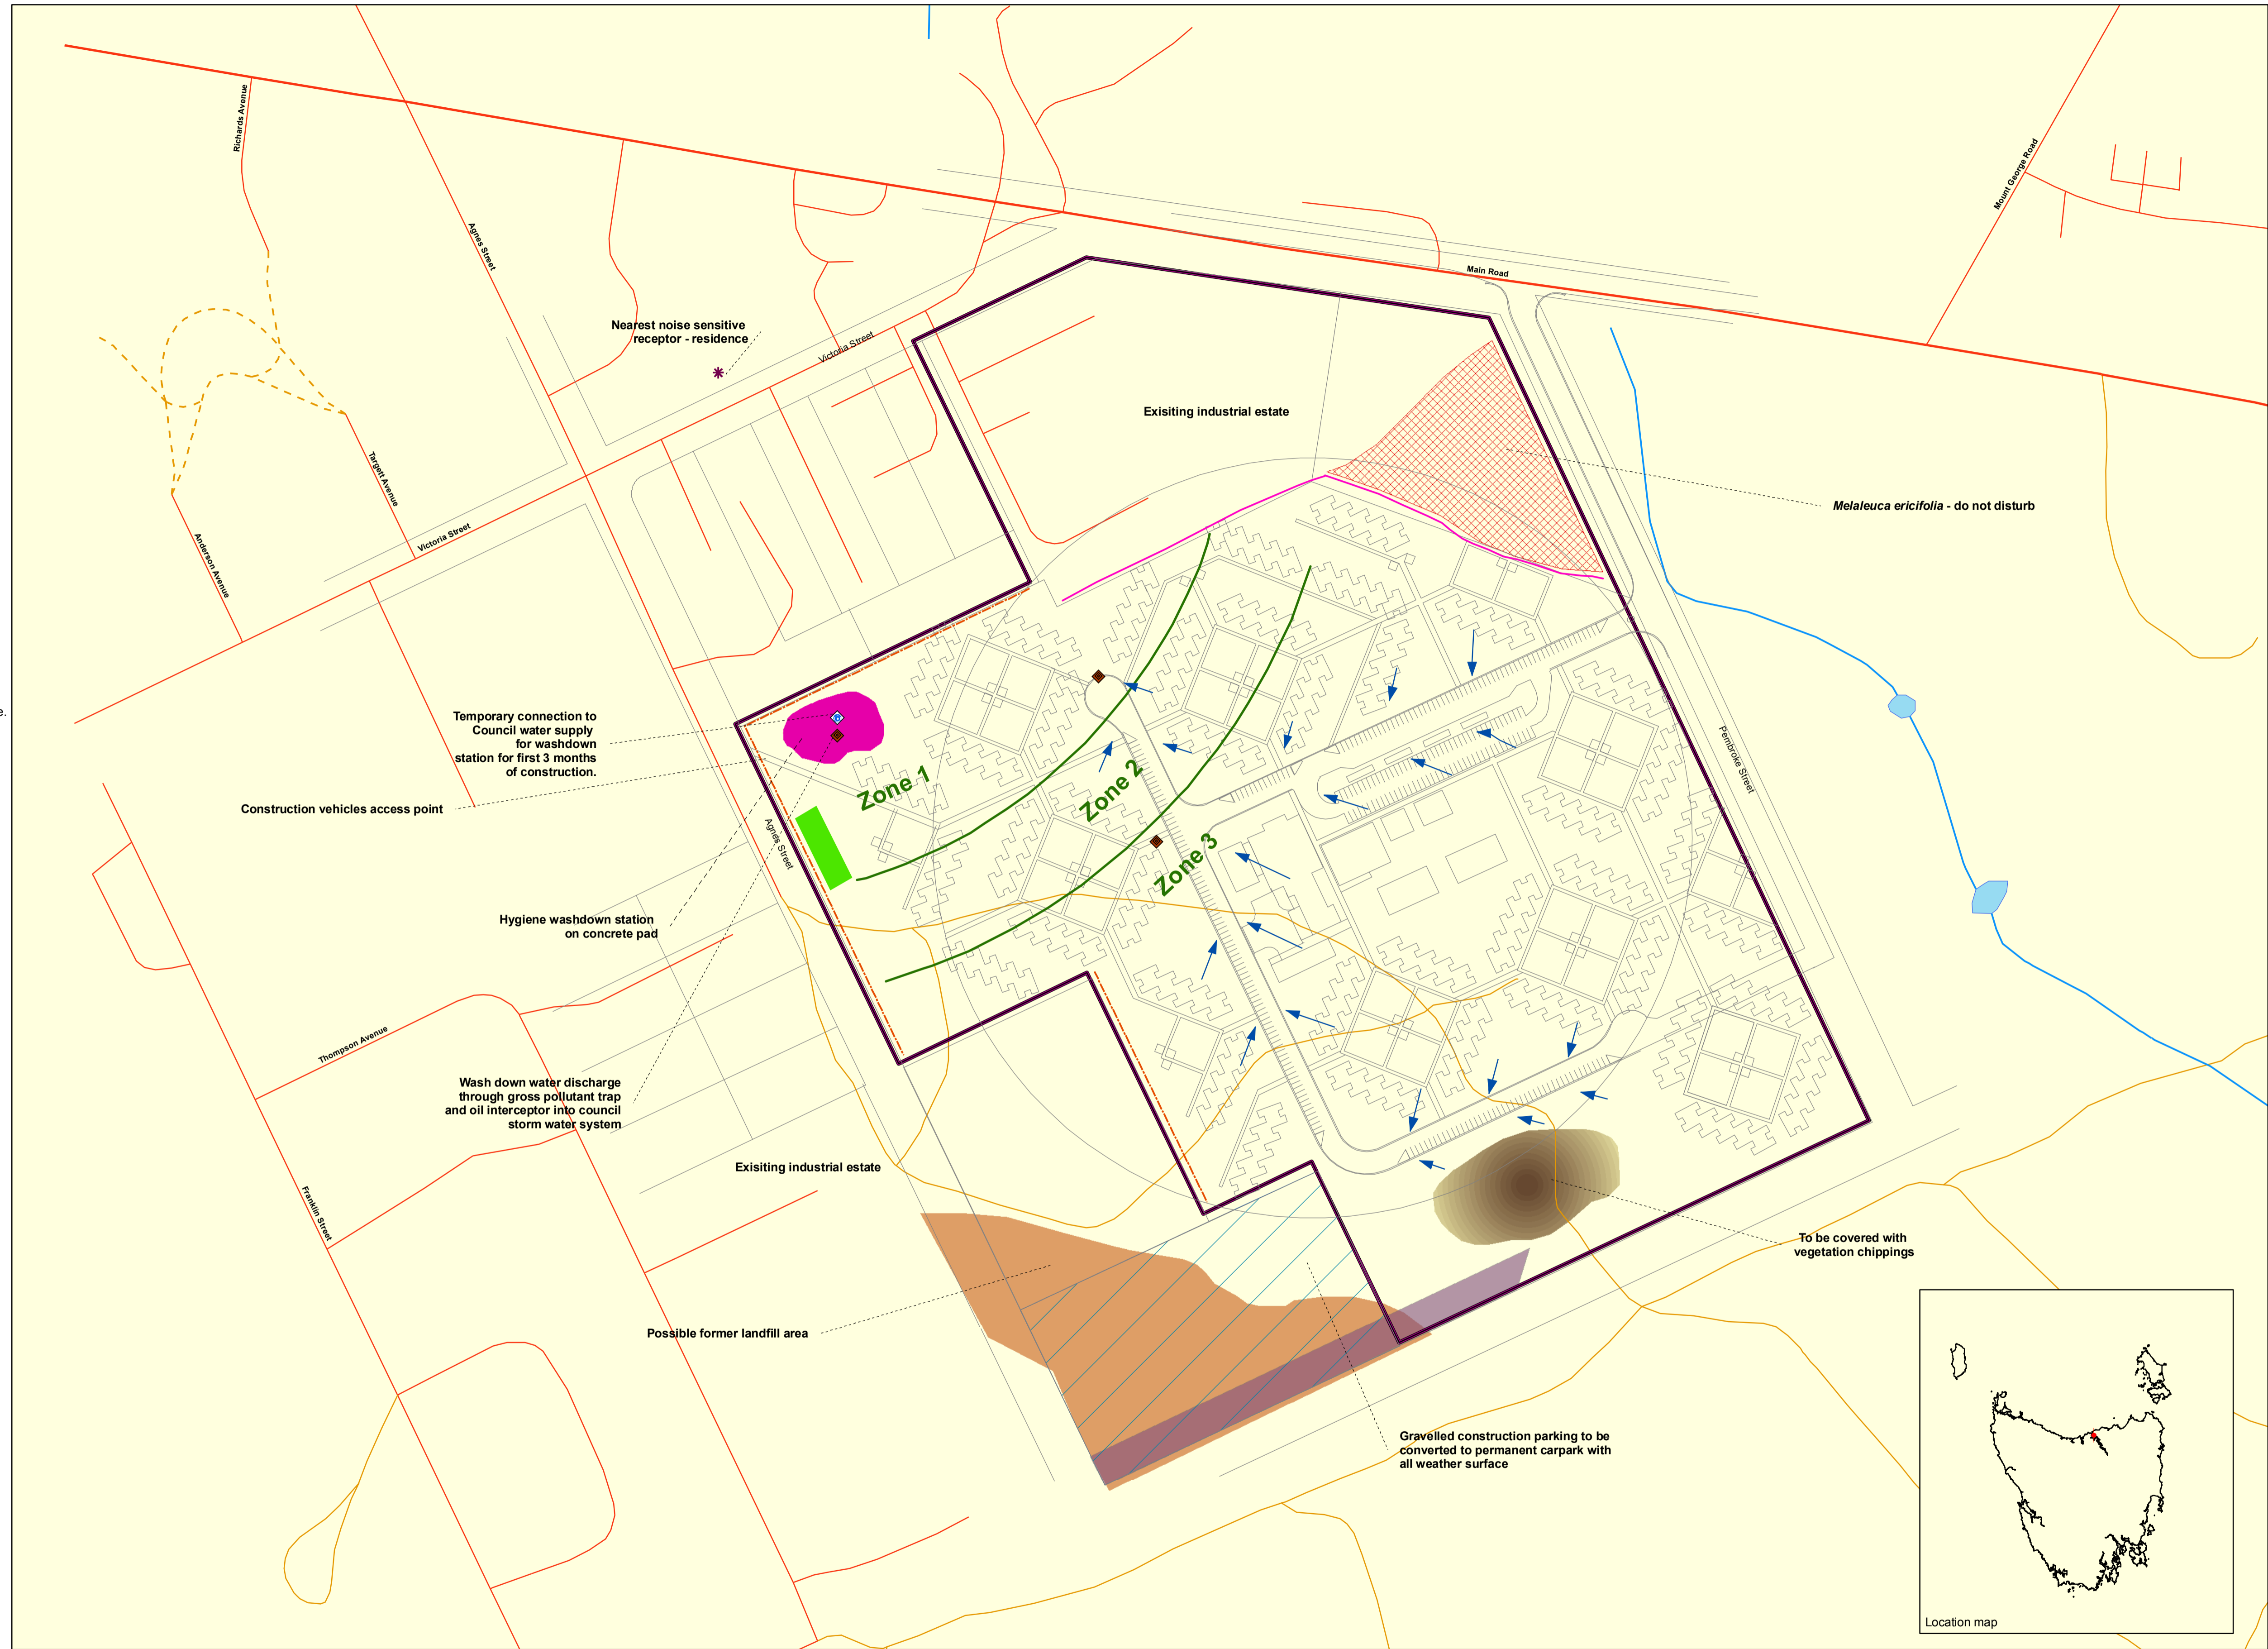 Richards Avenue
Agnes Street
Mount George Road
Main Road
Nearest noise sensitive
receptor - residence
Victoria Street
Exisiting industrial estate
Targett Avenue
Melaleuca ericifolia - do not disturb
Victoria Street
Anderson Avenue
e.
Temporary connection to
Council water supply
for washdown
station for first 3 months
of construction.
Pembroke Street
Zone 1
Zone 2
Construction vehicles access point
Agnes Street
Zone 3
Hygiene washdown station
on concrete pad
Thompson Avenue
Wash down water discharge
through gross pollutant trap
and oil interceptor into council
storm water system
Exisiting industrial estate
Franklin Street
To be covered with
vegetation chippings
Possible former landfill area
Gravelled construction parking to be
converted to permanent carpark with
all weather surface
Location map